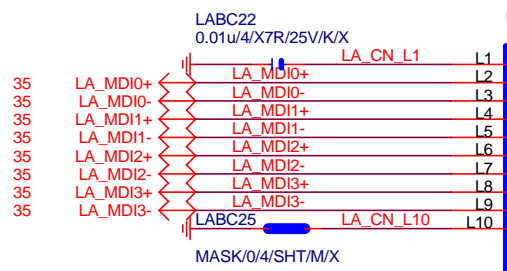 LABC22
0.01u/4/X7R/25V/K/X
LA_CN_L1 L1
35 LA_MDI0+ LA_MDI0+ L2
35 LA_MDI0- LA_MDI0- L3
35 LA_MDI1+ LA_MDI1+ L4
35 LA_MDI1- LA_MDI1- L5
35 LA_MDI2+ LA_MDI2+ L6
35 LA_MDI2- LA_MDI2- L7
35 LA_MDI3+ LA_MDI3+ L8
35 LA_MDI3- LA_MDI3- L9
LABC25 LA_CN_L10 L10
MASK/0/4/SHT/M/X